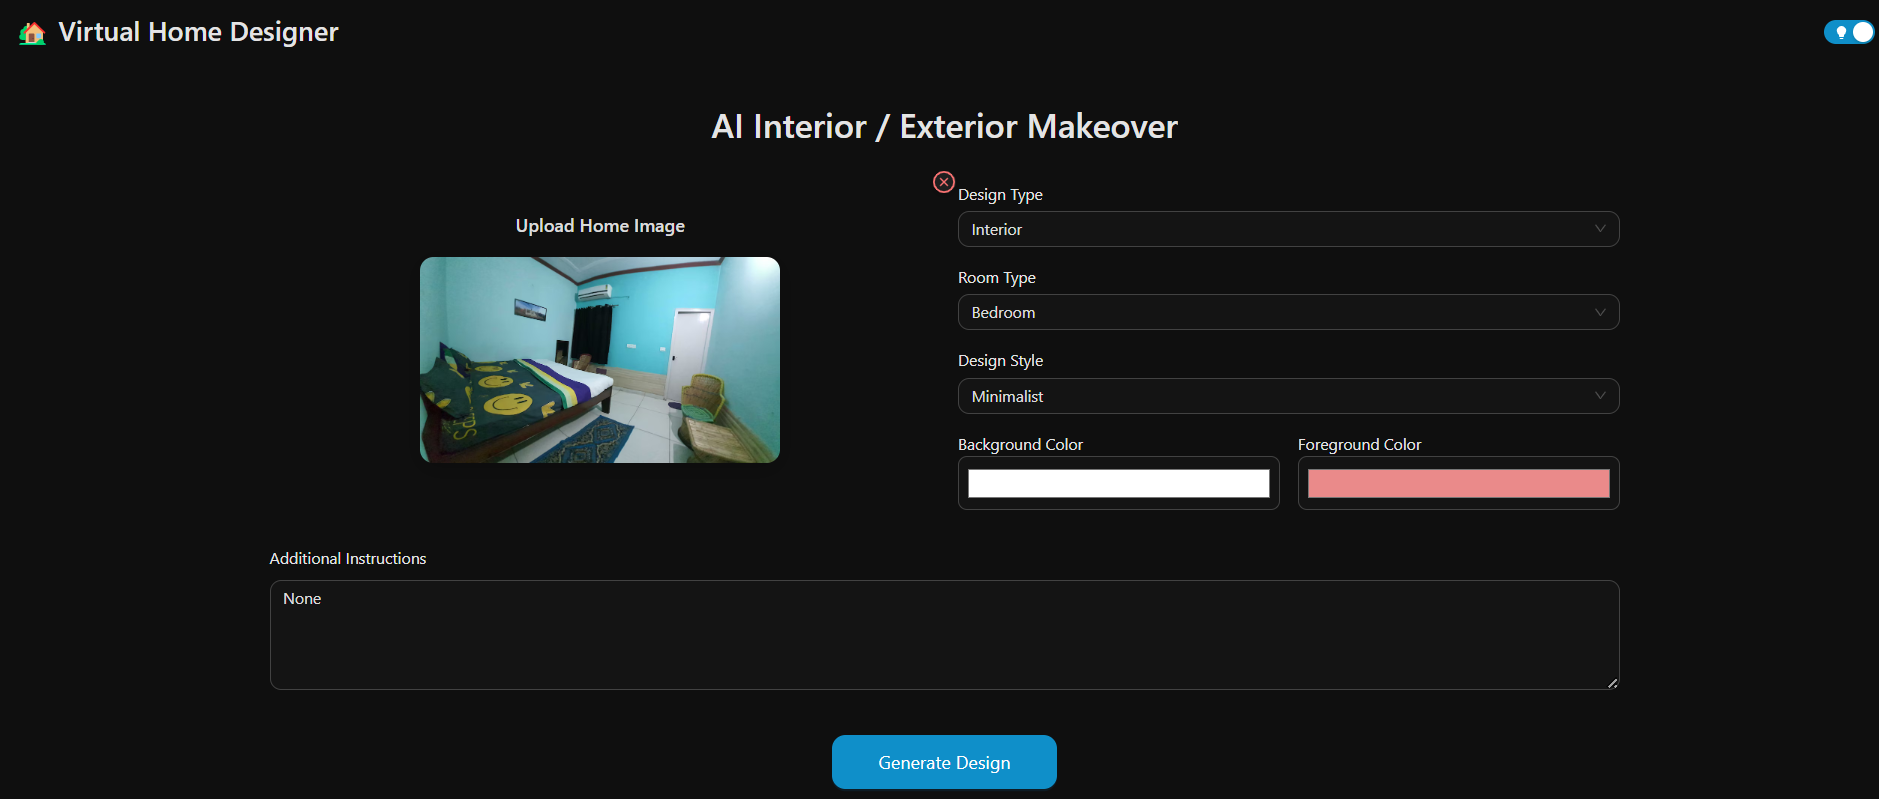 Virtual Home Designer
AI Interior / Exterior Makeover
Upload Home Image
Design Type
Interior
Room Type
Bedroom
Design Style
Minimalist
Background Color
Foreground Color
Additional Instructions
None
Generate Design